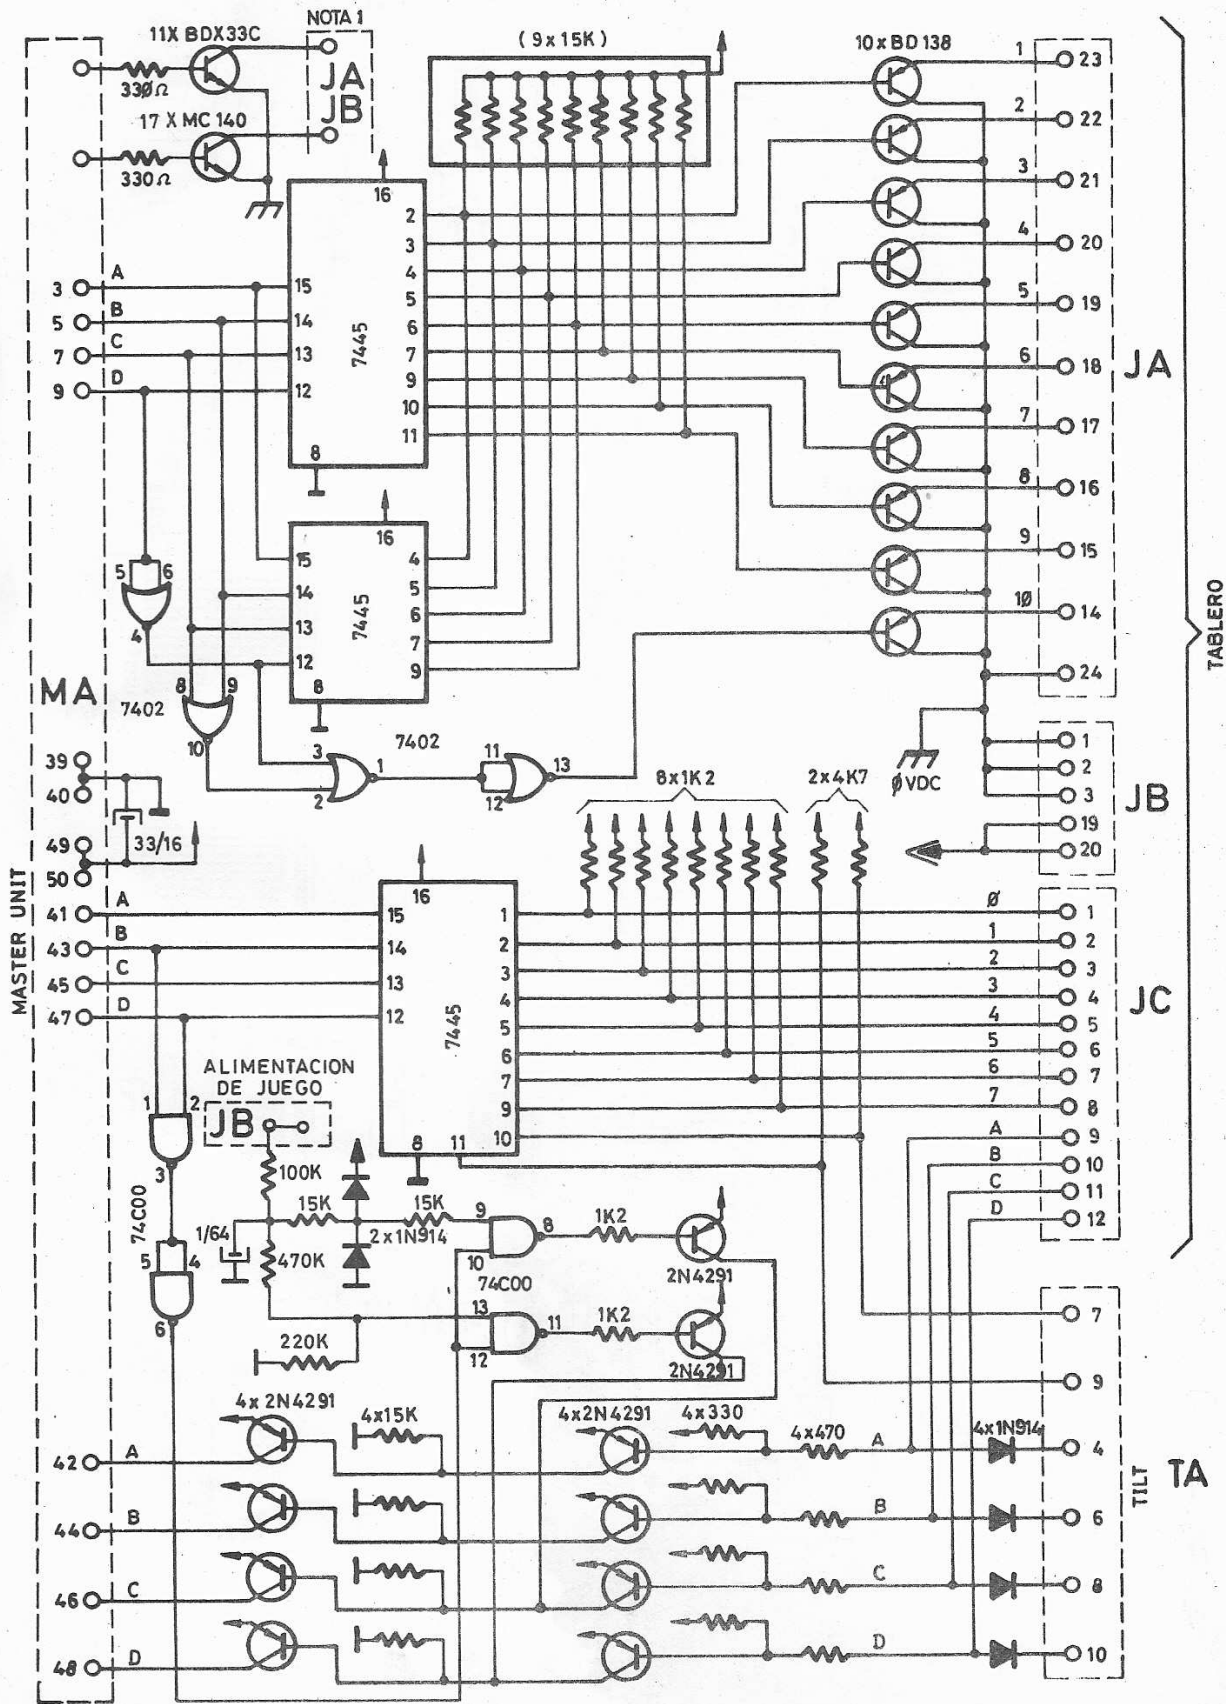 11X BDX33C
NOTA 1
(9x15K)
10xBD138
JA
JB
330Ω
17 X MC 140
330Ω
16
1
23
2
22
3
21
4
20
5
19
6
18
7
17
8
16
9
15
10
14
24
JA
TABLERO
3
A
15
5
B
14
7
C
13
9
D
12
7445
2
3
4
5
6
7
9
10
11
8
16
15
14
13
12
7445
4
5
6
7
9
8
5
6
4
MA
8
9
7402
10
3
7402
1
2
11
13
12
8x1K2
2x4K7
ØVDC
1
2
3
19
20
JB
39
40
33/16
49
50
MASTER UNIT
41
A
15
43
B
14
45
C
13
47
D
12
16
7445
1
2
3
4
5
6
7
9
10
8
11
Ø
1
1
2
2
3
3
4
4
5
5
6
6
7
7
8
A
9
B
10
C
11
D
12
JC
ALIMENTACION
DE JUEGO
JB
1
2
3
74C00
5
4
6
100K
15K
15K
1/64
2x1N914
470K
220K
9
8
10
74C00
1K2
2N4291
13
11
12
1K2
2N4291
7
9
4x2N4291
4x15K
4x2N4291
4x330
4x470
A
4x1N914
4
42
A
B
6
44
B
C
8
46
C
D
10
48
D
TILT
TA